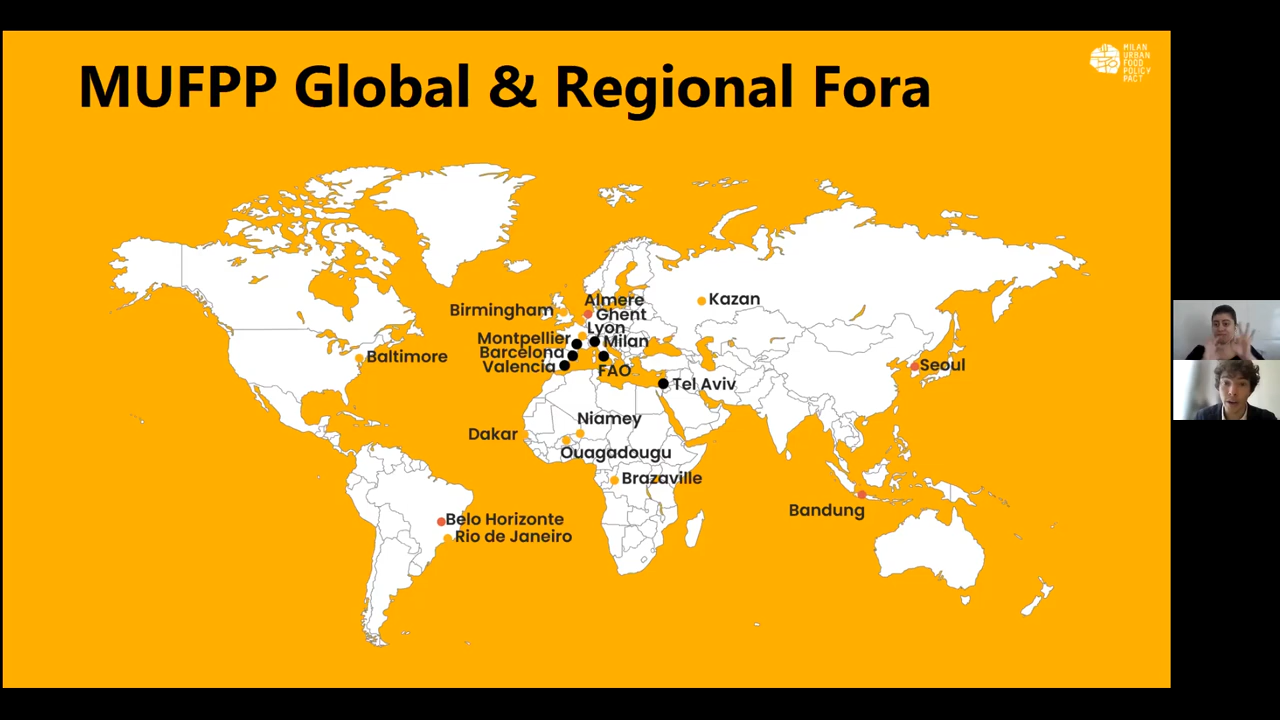 MUFPP Global & Regional Fora
MILAN
URBAN
FOOD
POLICY
PACT
Almere
Kazan
Birmingham
Ghent
Lyon
Montpellier
Milan
Barcelona
Baltimore
Valencia
FAO
Seoul
Tel Aviv
Niamey
Dakar
Ouagadougu
Brazaville
Bandung
Belo Horizonte
Rio de Janeiro